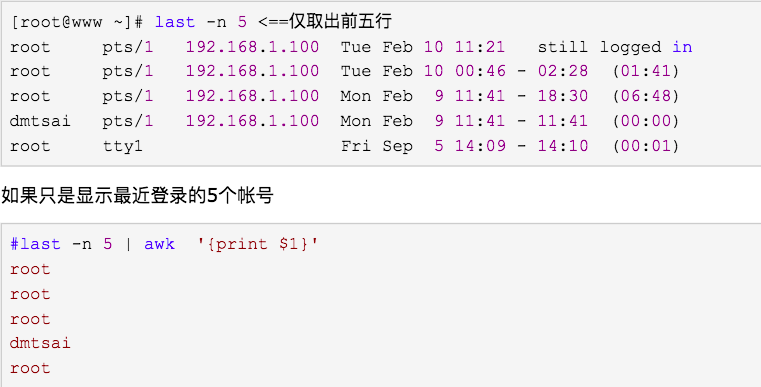 [root@www ~]# last -n 5 <==仅取出前五行
root     pts/1   192.168.1.100  Tue Feb 10 11:21   still logged in
root     pts/1   192.168.1.100  Tue Feb 10 00:46 - 02:28  (01:41)
root     pts/1   192.168.1.100  Mon Feb  9 11:41 - 18:30  (06:48)
dmtsai   pts/1   192.168.1.100  Mon Feb  9 11:41 - 11:41  (00:00)
root     tty1                   Fri Sep  5 14:09 - 14:10  (00:01)
如果只是显示最近登录的5个帐号
#last -n 5 | awk  '{print $1}'
root
root
root
dmtsai
root